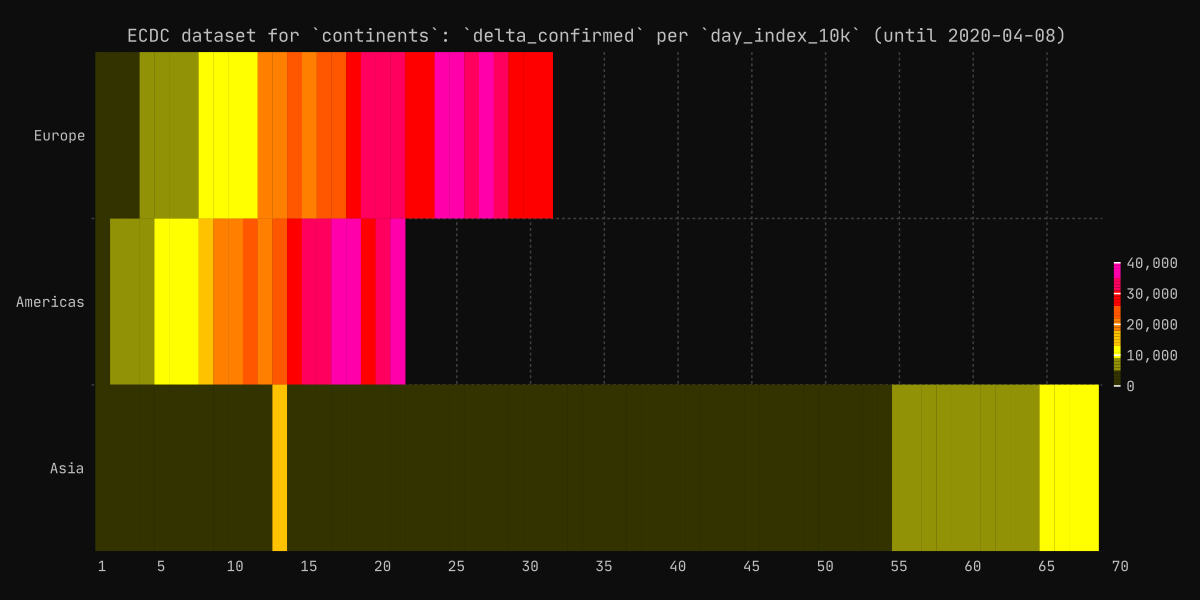 ECDC dataset for `continents`: `delta_confirmed` per `day_index_10k` (until 2020-04-08)
Europe
Americas
Asia
40,000
30,000
20,000
10,000
0
1 5 10 15 20 25 30 35 40 45 50 55 60 65 70